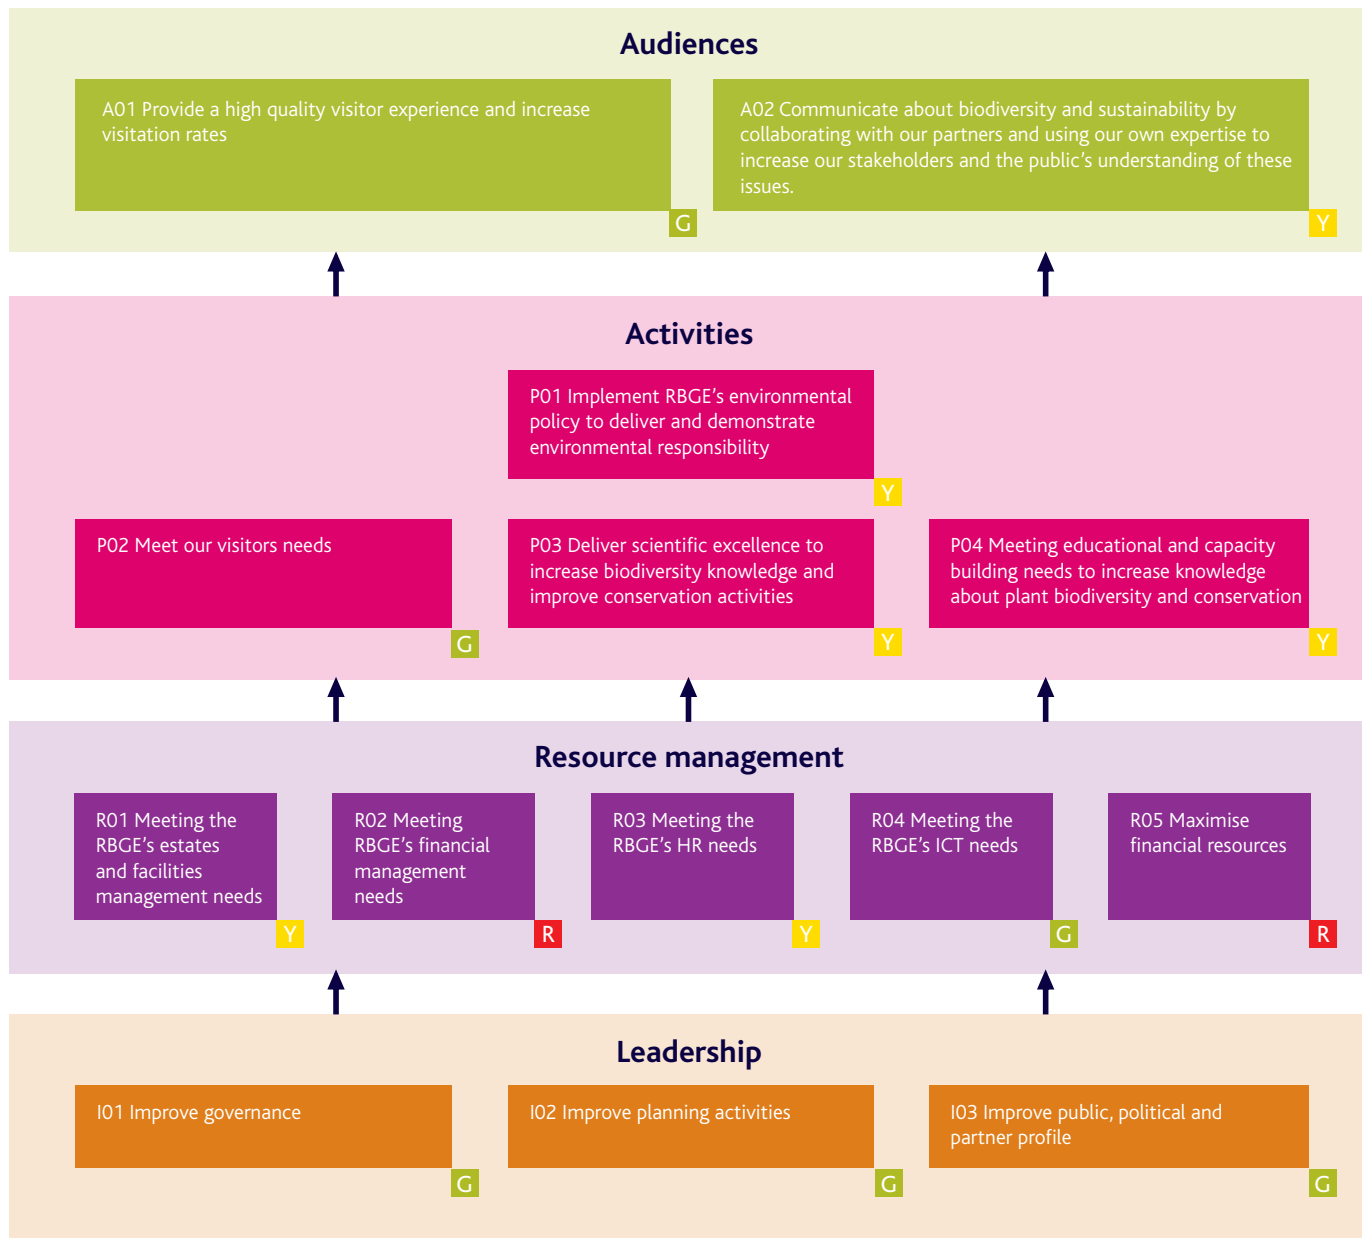 Audiences
A01 Provide a high quality visitor experience and increase
visitation rates
G
A02 Communicate about biodiversity and sustainability by
collaborating with our partners and using our own expertise to
increase our stakeholders and the public’s understanding of these
issues.
Y
Activities
P01 Implement RBGE’s environmental
policy to deliver and demonstrate
environmental responsibility
Y
P02 Meet our visitors needs
G
P03 Deliver scientific excellence to
increase biodiversity knowledge and
improve conservation activities
Y
P04 Meeting educational and capacity
building needs to increase knowledge
about plant biodiversity and conservation
Y
Resource management
R01 Meeting the
RBGE’s estates
and facilities
management needs
Y
R02 Meeting
RBGE’s financial
management
needs
R
R03 Meeting the
RBGE’s HR needs
Y
R04 Meeting the
RBGE’s ICT needs
G
R05 Maximise
financial resources
R
Leadership
I01 Improve governance
G
I02 Improve planning activities
G
I03 Improve public, political and
partner profile
G